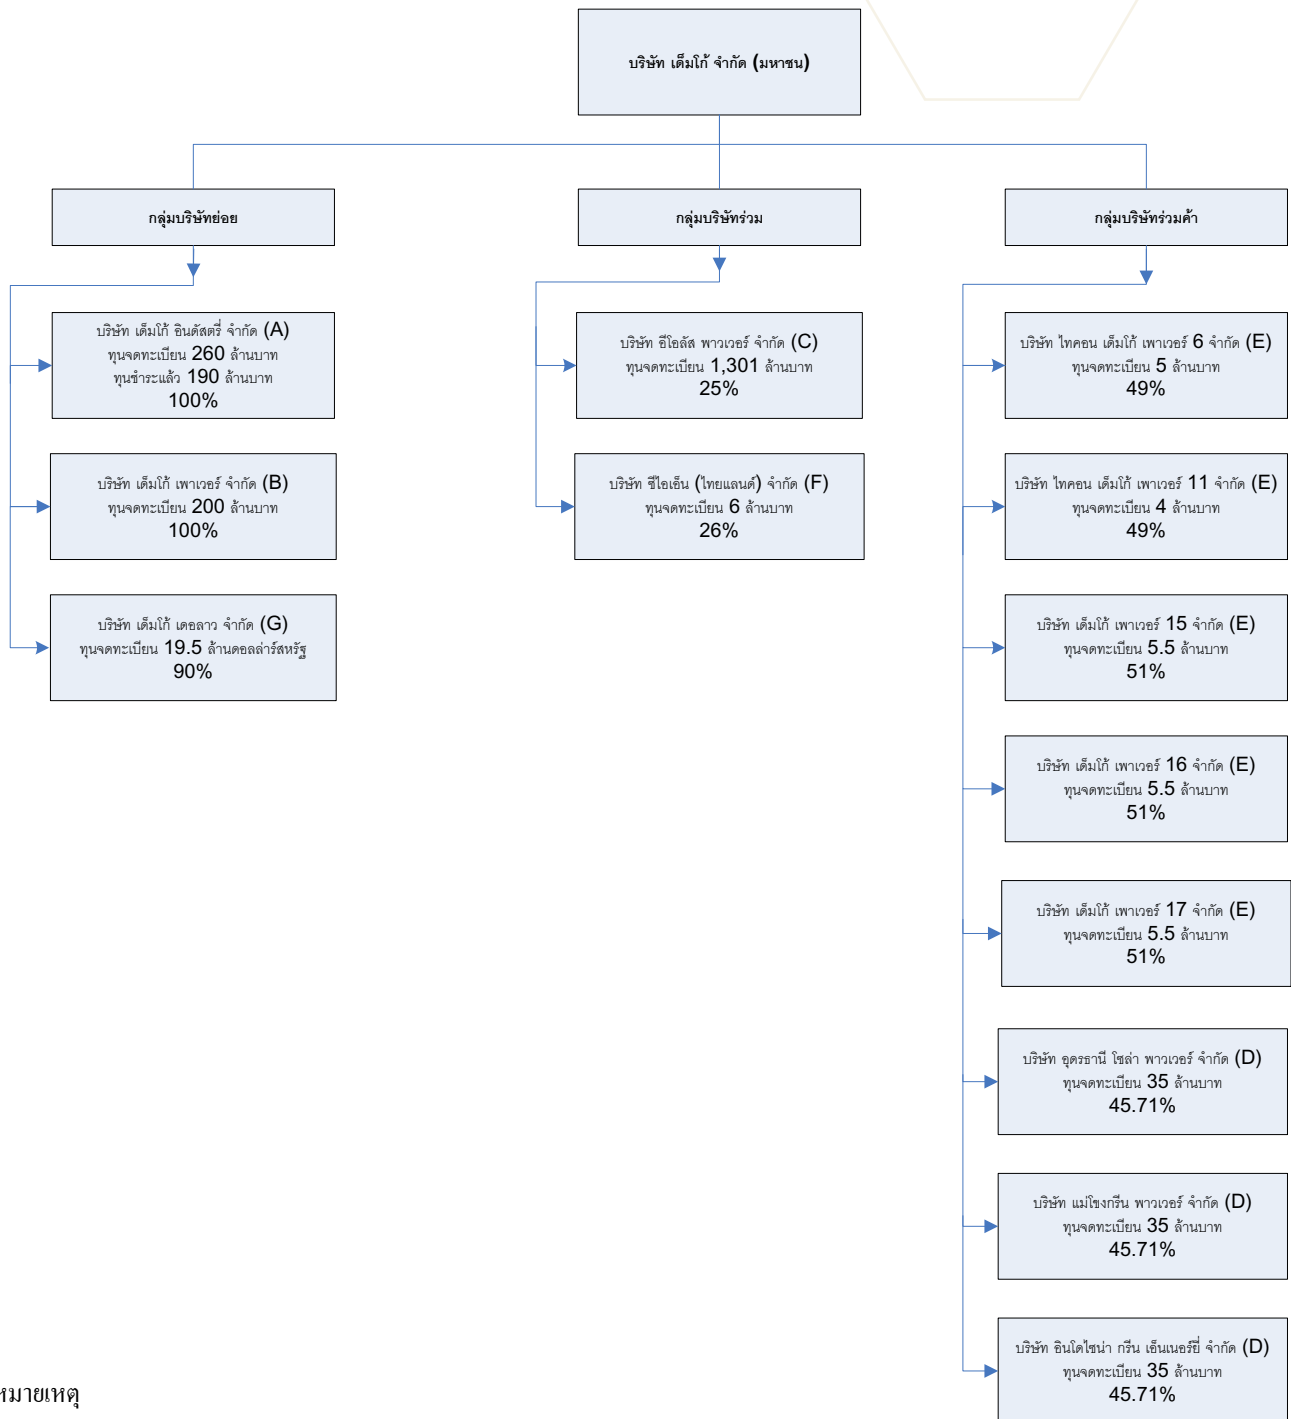 บริษัท เด็มโก้ จำกัด (มหาชน)
กลุ่มบริษัทย่อย
บริษัท เด็มโก้ อินดัสตรี่ จำกัด (A)
ทุนจดทะเบียน 260 ล้านบาท
ทุนชำระแล้ว 190 ล้านบาท
100%
บริษัท เด็มโก้ เพาเวอร์ จำกัด (B)
ทุนจดทะเบียน 200 ล้านบาท
100%
บริษัท เด็มโก้ เดอลาว จำกัด (G)
ทุนจดทะเบียน 19.5 ล้านดอลล่าร์สหรัฐ
90%
กลุ่มบริษัทร่วม
บริษัท อีโอลัส พาวเวอร์ จำกัด (C)
ทุนจดทะเบียน 1,301 ล้านบาท
25%
บริษัท ซีไอเอ็น (ไทยแลนด์) จำกัด (F)
ทุนจดทะเบียน 6 ล้านบาท
26%
กลุ่มบริษัทร่วมค้า
บริษัท ไทคอน เด็มโก้ เพาเวอร์ 6 จำกัด (E)
ทุนจดทะเบียน 5 ล้านบาท
49%
บริษัท ไทคอน เด็มโก้ เพาเวอร์ 11 จำกัด (E)
ทุนจดทะเบียน 4 ล้านบาท
49%
บริษัท เด็มโก้ เพาเวอร์ 15 จำกัด (E)
ทุนจดทะเบียน 5.5 ล้านบาท
51%
บริษัท เด็มโก้ เพาเวอร์ 16 จำกัด (E)
ทุนจดทะเบียน 5.5 ล้านบาท
51%
บริษัท เด็มโก้ เพาเวอร์ 17 จำกัด (E)
ทุนจดทะเบียน 5.5 ล้านบาท
51%
บริษัท อุดรธานี โซล่า พาวเวอร์ จำกัด (D)
ทุนจดทะเบียน 35 ล้านบาท
45.71%
บริษัท แม่โขงกรีน พาวเวอร์ จำกัด (D)
ทุนจดทะเบียน 35 ล้านบาท
45.71%
บริษัท อินโดไชน่า กรีน เอ็นเนอร์ยี่ จำกัด (D)
ทุนจดทะเบียน 35 ล้านบาท
45.71%
หมายเหตุ